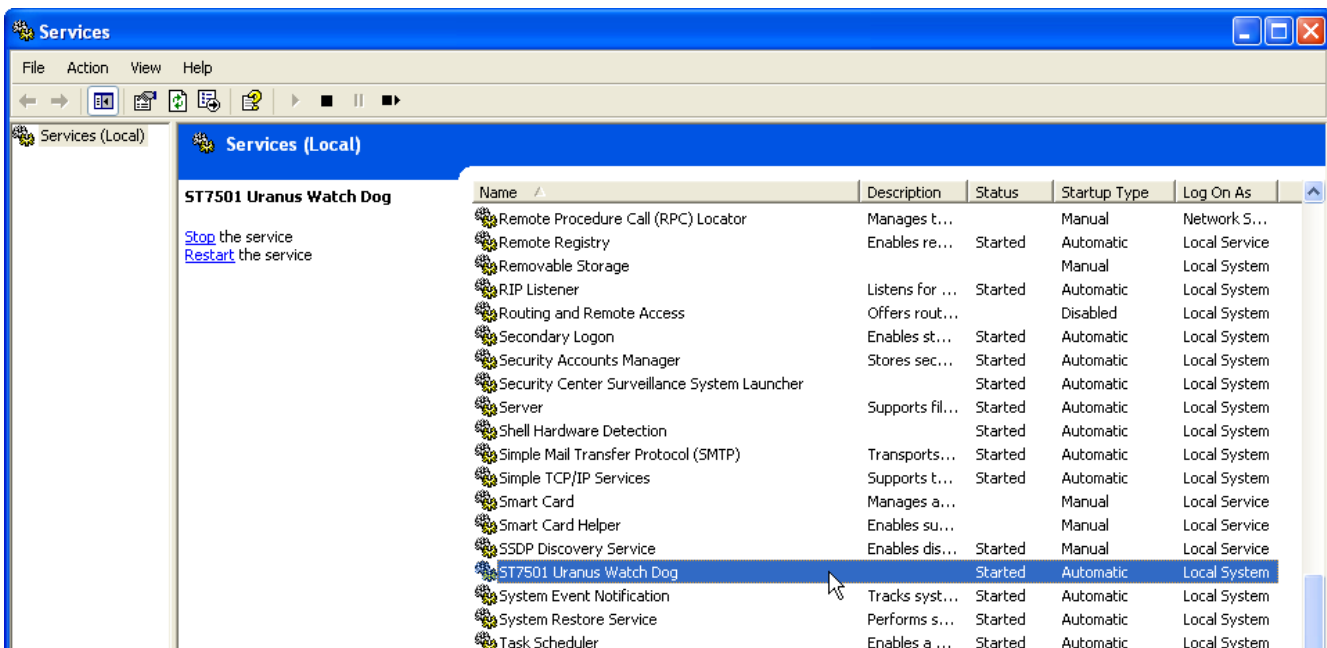 Services
File Action View Help
Services (Local)
Services (Local)
ST7501 Uranus Watch Dog
Stop the service
Restart the service
Name Description Status Startup Type Log On As
Remote Procedure Call (RPC) Locator Manages t... Manual Network S...
Remote Registry Enables re... Started Automatic Local Service
Removable Storage Manual Local System
RIP Listener Listens for ... Started Automatic Local System
Routing and Remote Access Offers rout... Disabled Local System
Secondary Logon Enables st... Started Automatic Local System
Security Accounts Manager Stores sec... Started Automatic Local System
Security Center Surveillance System Launcher Started Automatic Local System
Server Supports fil... Started Automatic Local System
Shell Hardware Detection Started Automatic Local System
Simple Mail Transfer Protocol (SMTP) Transports... Started Automatic Local System
Simple TCP/IP Services Supports t... Started Automatic Local System
Smart Card Manages a... Manual Local Service
Smart Card Helper Enables su... Manual Local Service
SSDP Discovery Service Enables dis... Started Manual Local Service
ST7501 Uranus Watch Dog Started Automatic Local System
System Event Notification Tracks syst... Started Automatic Local System
System Restore Service Performs s... Started Automatic Local System
Task Scheduler Enables a ... Started Automatic Local System